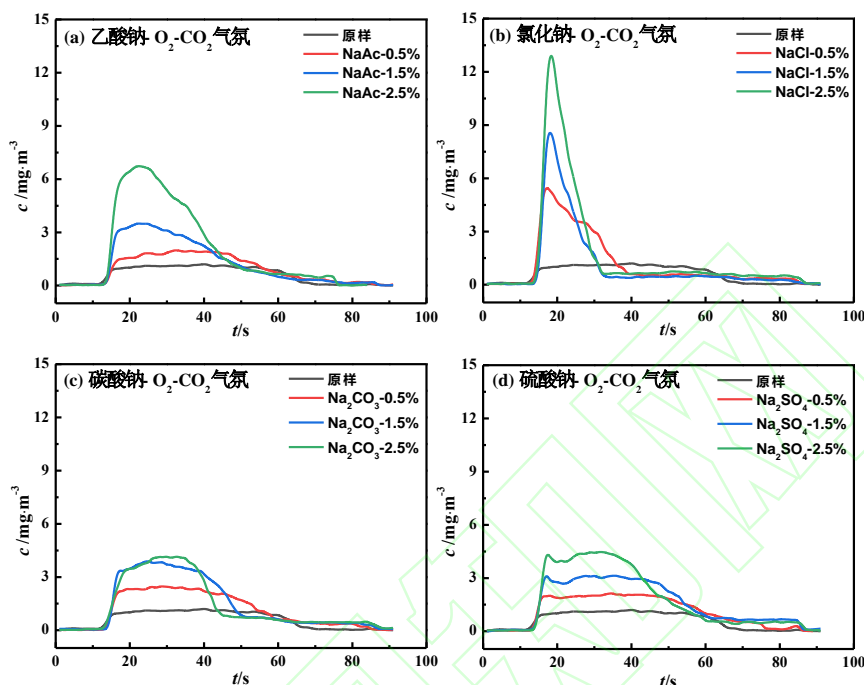 (a) 乙酸钠- O₂-CO₂气氛
原样
NaAc-0.5%
NaAc-1.5%
NaAc-2.5%
15
12
9
6
3
0
c /mg·m⁻³
0 20 40 60 80 100
t/s
(b) 氯化钠- O₂-CO₂气氛
原样
NaCl-0.5%
NaCl-1.5%
NaCl-2.5%
15
12
9
6
3
0
c /mg·m⁻³
0 20 40 60 80 100
t/s
(c) 碳酸钠- O₂-CO₂气氛
原样
Na₂CO₃-0.5%
Na₂CO₃-1.5%
Na₂CO₃-2.5%
15
12
9
6
3
0
c /mg·m⁻³
0 20 40 60 80 100
t/s
(d) 硫酸钠- O₂-CO₂气氛
原样
Na₂SO₄-0.5%
Na₂SO₄-1.5%
Na₂SO₄-2.5%
15
12
9
6
3
0
c /mg·m⁻³
0 20 40 60 80 100
t/s